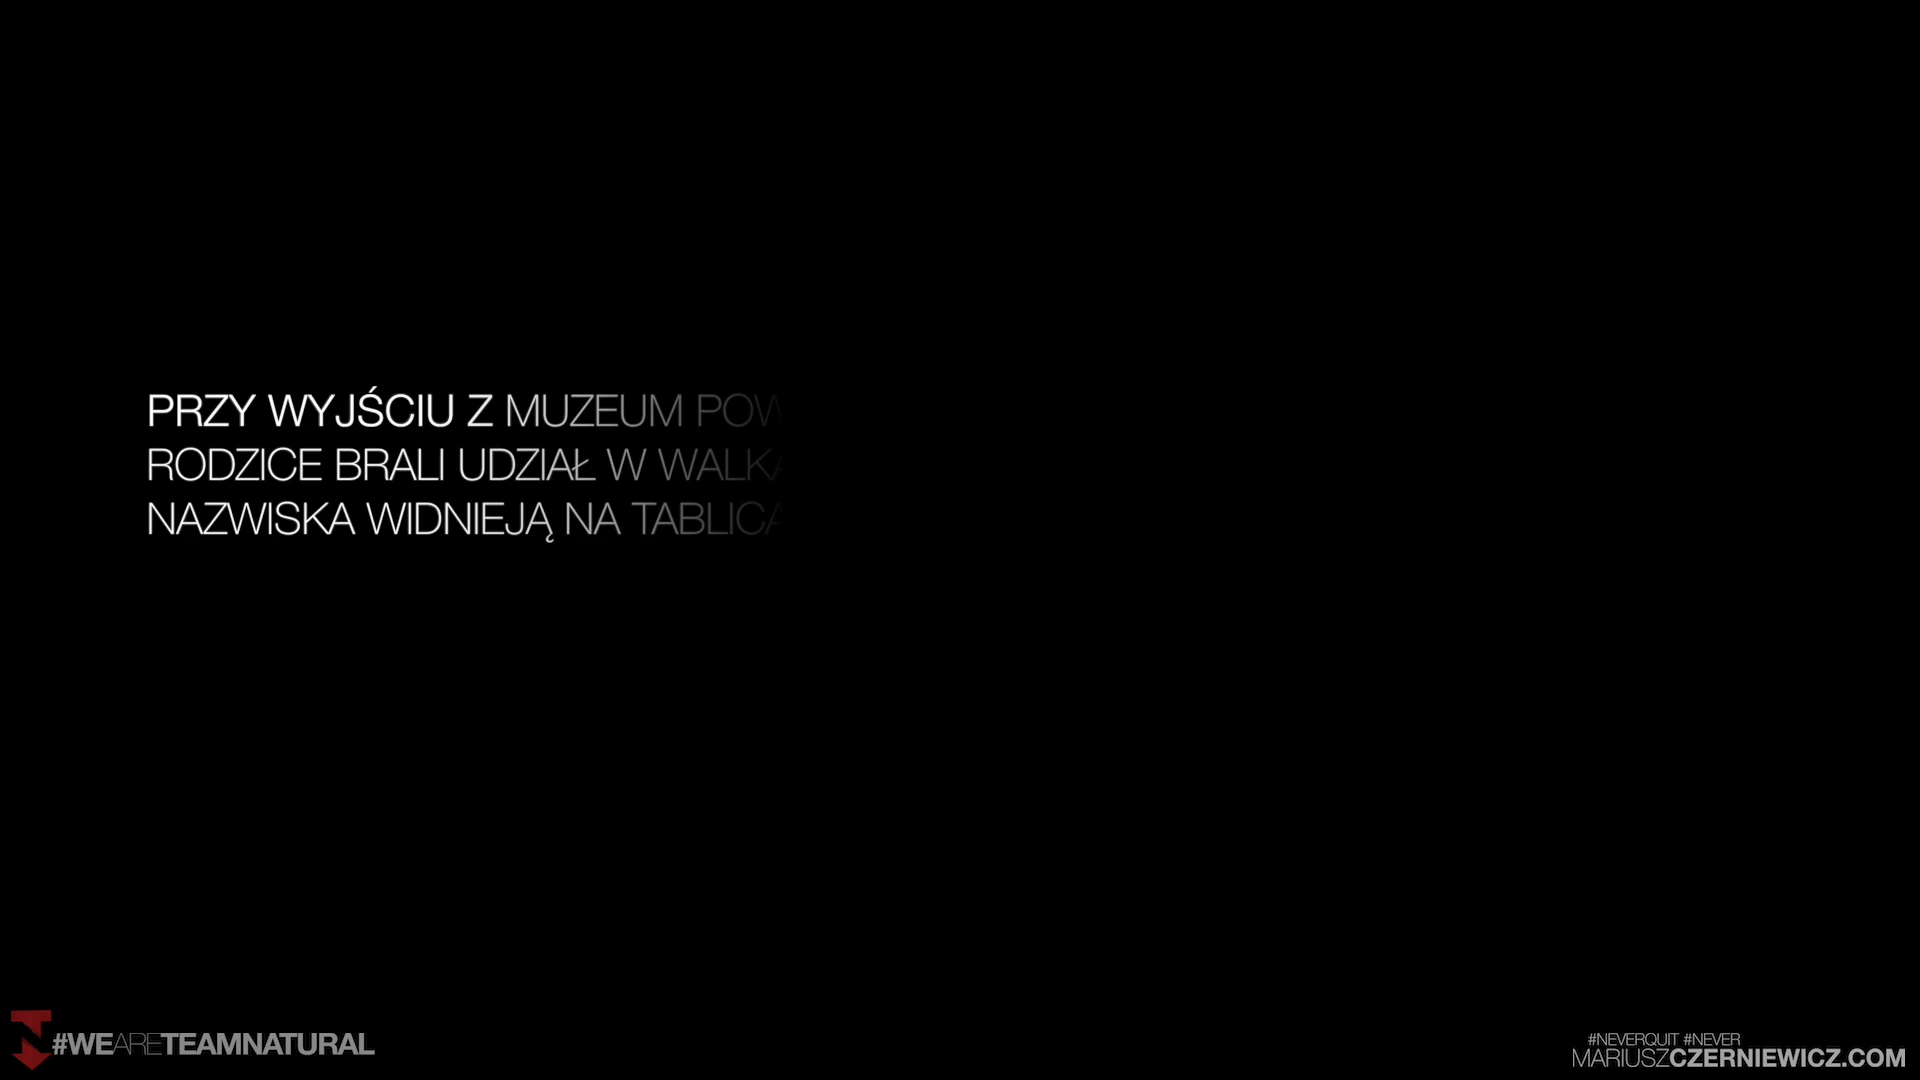 PRZY WYJŚCIU Z MUZEUM
RODZICE BRALI UDZIAŁ W
NAZWISKA WIDNIEJĄ NA
#WEARETEAMNATURAL
#NEVERQUIT #NEVER
MARIUSZCZERNIEWICZ.COM